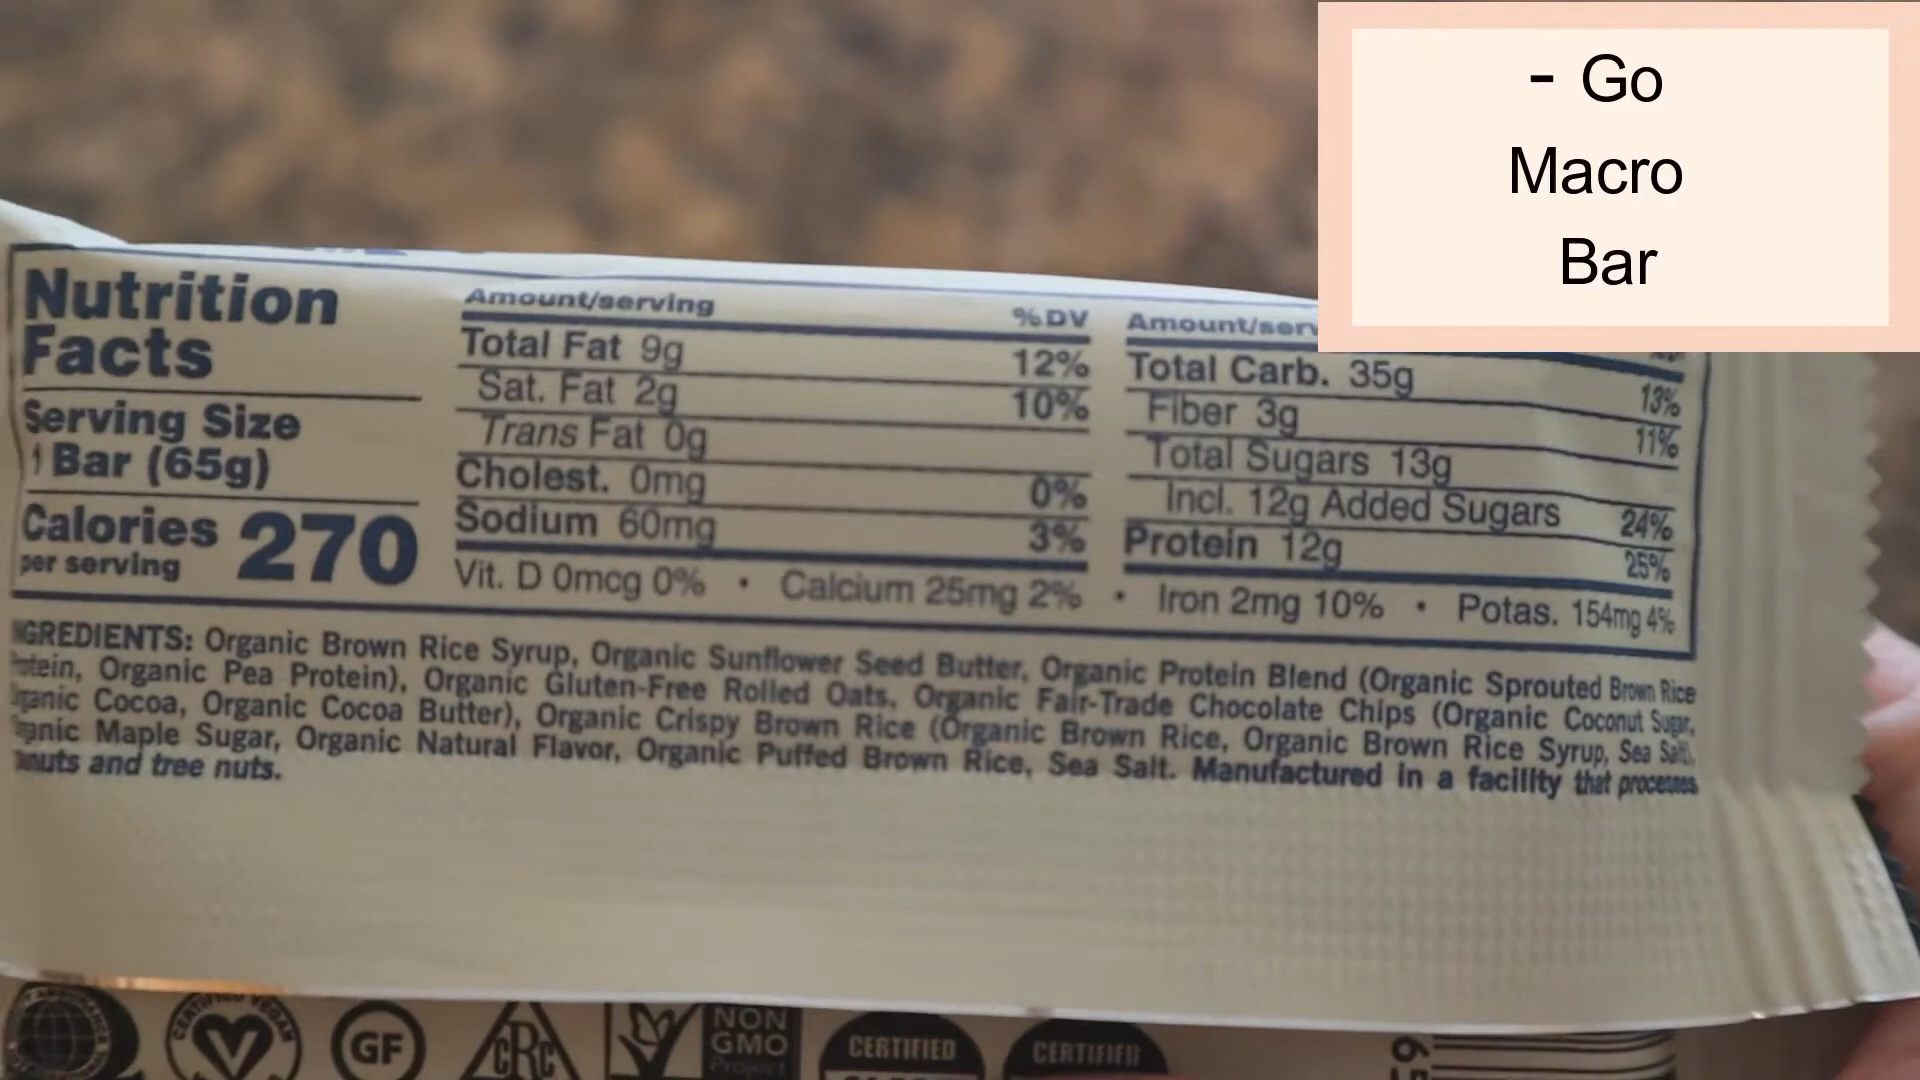 - Go
Macro
Bar
Nutrition
Facts
Serving Size
1 Bar (65g)
Calories 270
per serving
Amount/serving %DV
Total Fat 9g 12%
Sat. Fat 2g 10%
Trans Fat 0g
Cholest. 0mg 0%
Sodium 60mg 3%
Amount/serv
Total Carb. 35g 13%
Fiber 3g 11%
Total Sugars 13g
Incl. 12g Added Sugars 24%
Protein 12g 25%
Vit. D 0mcg 0% • Calcium 25mg 2% • Iron 2mg 10% • Potas. 154mg 4%
NGREDIENTS: Organic Brown Rice Syrup, Organic Sunflower Seed Butter, Organic Protein Blend (Organic Sprouted Brown Rice
otein, Organic Pea Protein), Organic Gluten-Free Rolled Oats, Organic Fair-Trade Chocolate Chips (Organic Coconut Sugar,
ganic Cocoa, Organic Cocoa Butter), Organic Crispy Brown Rice (Organic Brown Rice, Organic Brown Rice Syrup, Sea Salt),
ganic Maple Sugar, Organic Natural Flavor, Organic Puffed Brown Rice, Sea Salt. Manufactured in a facility that processes
anuts and tree nuts.
CERTIFIED VEGAN
GF
CRC
NON
GMO
Project
CERTIFIED
CERTIFIED